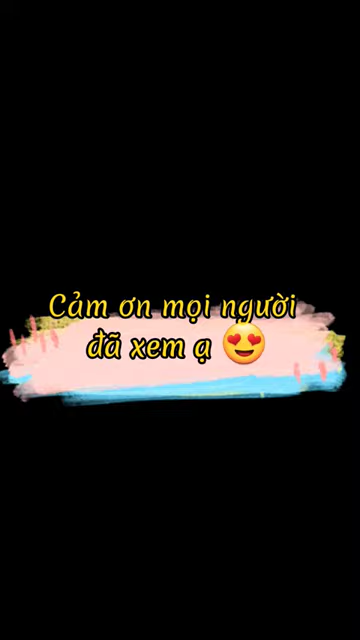 Cảm ơn mọi người
đã xem ạ 😍